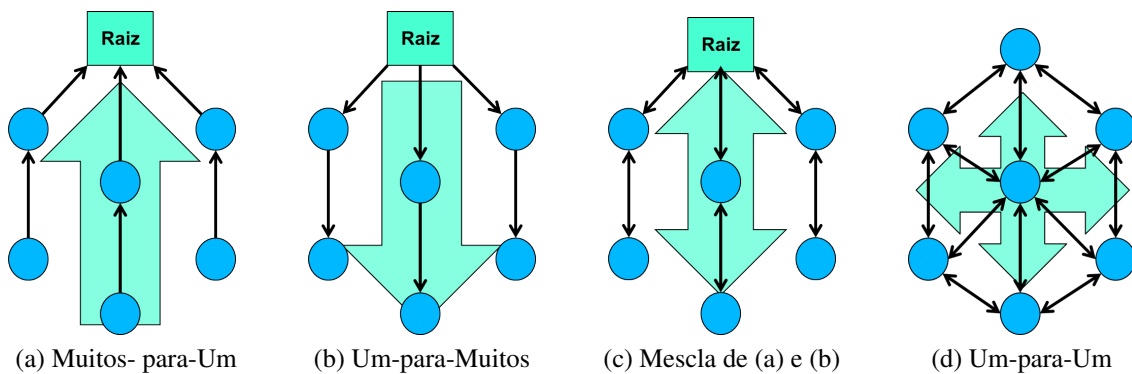 Raiz
Raiz
Raiz
(a) Muitos- para-Um
(b) Um-para-Muitos
(c) Mescla de (a) e (b)
(d) Um-para-Um